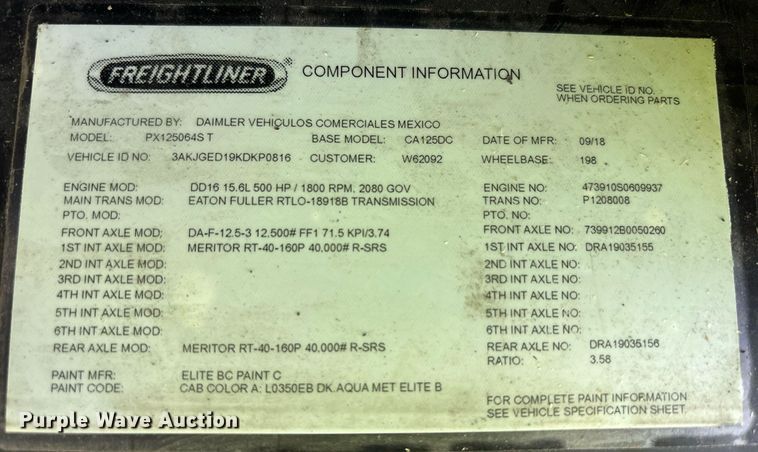 FREIGHTLINER ® COMPONENT INFORMATION
SEE VEHICLE ID NO.
WHEN ORDERING PARTS
MANUFACTURED BY: DAIMLER VEHICULOS COMERCIALES MEXICO
MODEL: PX125064S T BASE MODEL: CA125DC DATE OF MFR: 09/18
VEHICLE ID NO: 3AKJGED19KDKP0816 CUSTOMER: W62092 WHEELBASE: 198
ENGINE MOD: DD16 15.6L 500 HP / 1800 RPM, 2080 GOV ENGINE NO: 473910S0609937
MAIN TRANS MOD: EATON FULLER RTLO-18918B TRANSMISSION TRANS NO: P1208008
PTO. MOD: PTO. NO:
FRONT AXLE MOD: DA-F-12.5-3 12,500# FF1 71.5 KPI/3.74 FRONT AXLE NO: 739912B0050260
1ST INT AXLE MOD: MERITOR RT-40-160P 40,000# R-SRS 1ST INT AXLE NO: DRA19035155
2ND INT AXLE MOD: 2ND INT AXLE NO:
3RD INT AXLE MOD: 3RD INT AXLE NO:
4TH INT AXLE MOD: 4TH INT AXLE NO:
5TH INT AXLE MOD: 5TH INT AXLE NO:
6TH INT AXLE MOD: 6TH INT AXLE NO:
REAR AXLE MOD: MERITOR RT-40-160P 40,000# R-SRS REAR AXLE NO: DRA19035156
RATIO: 3.58
PAINT MFR: ELITE BC PAINT C
PAINT CODE: CAB COLOR A: L0350EB DK.AQUA MET ELITE B
FOR COMPLETE PAINT INFORMATION
SEE VEHICLE SPECIFICATION SHEET.
Purple Wave Auction